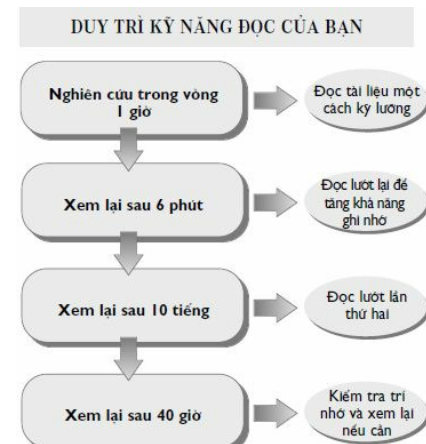 DUY TRÌ KỸ NĂNG ĐỌC CỦA BẠN
Nghiên cứu trong vòng
1 giờ
Đọc tài liệu một
cách kỹ lưỡng
Xem lại sau 6 phút
Đọc lướt lại để
tăng khả năng
ghi nhớ
Xem lại sau 10 tiếng
Đọc lướt lần
thứ hai
Xem lại sau 40 giờ
Kiểm tra trí
nhớ và xem lại
nếu cần